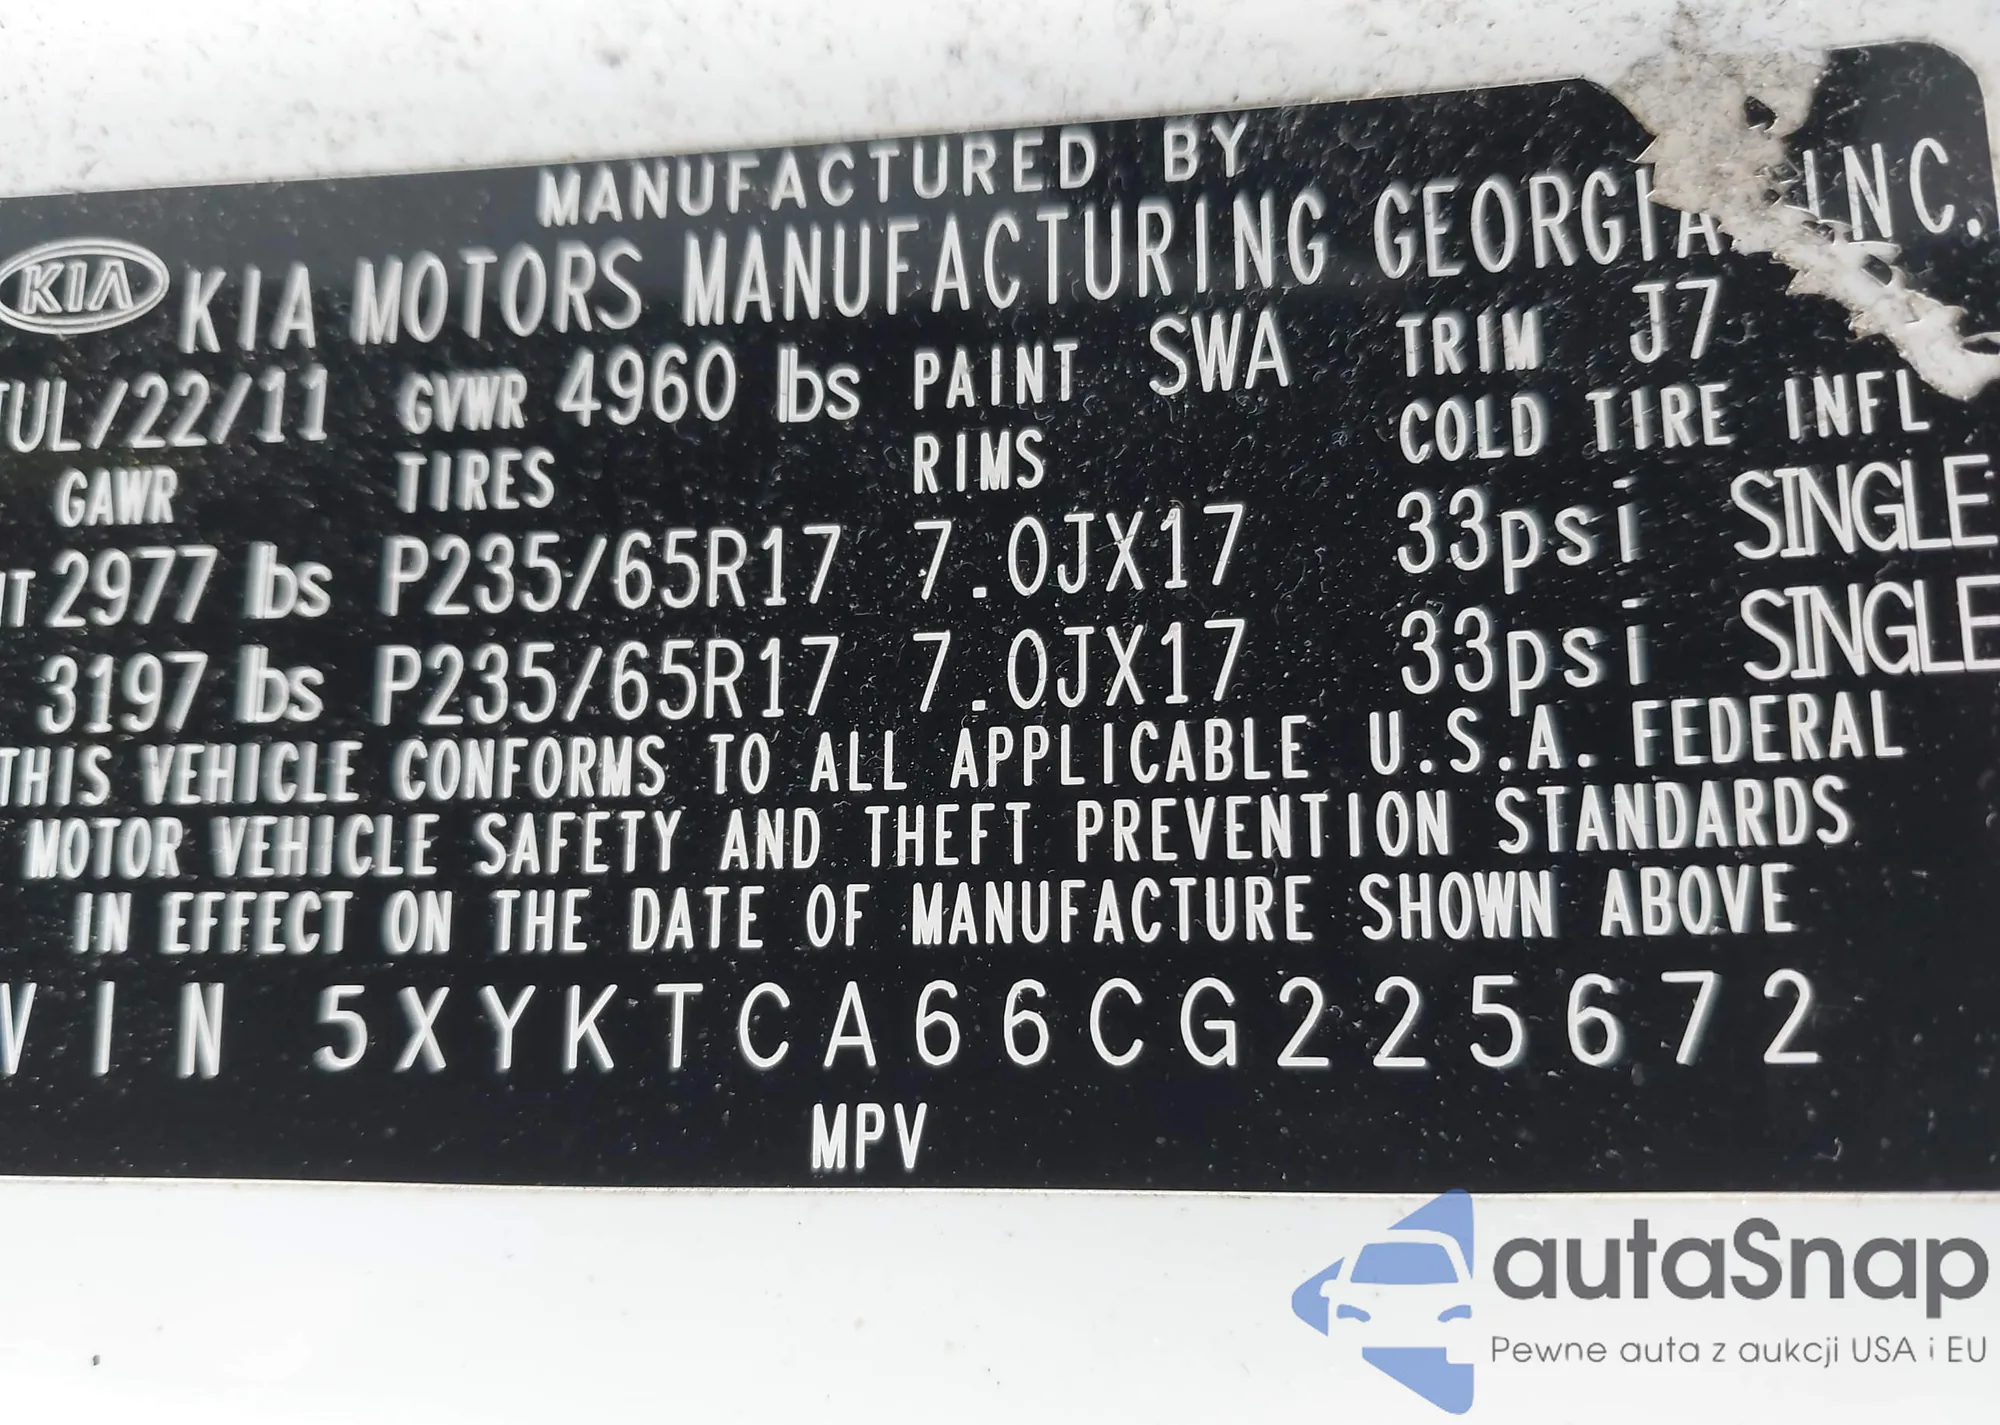 MANUFACTURED BY
KIA KIA MOTORS MANUFACTURING GEORGIA, INC.
JUL/22/11 GVWR 4960 lbs PAINT SWA TRIM J7
GAWR TIRES RIMS COLD TIRE INFL
2977 lbs P235/65R17 7.0JX17 33psi SINGLE
3197 lbs P235/65R17 7.0JX17 33psi SINGLE
THIS VEHICLE CONFORMS TO ALL APPLICABLE U.S.A. FEDERAL
MOTOR VEHICLE SAFETY AND THEFT PREVENTION STANDARDS
IN EFFECT ON THE DATE OF MANUFACTURE SHOWN ABOVE
VIN 5XYKTCA66CG225672
MPV
autaSnap
Pewne auta z aukcji USA i EU